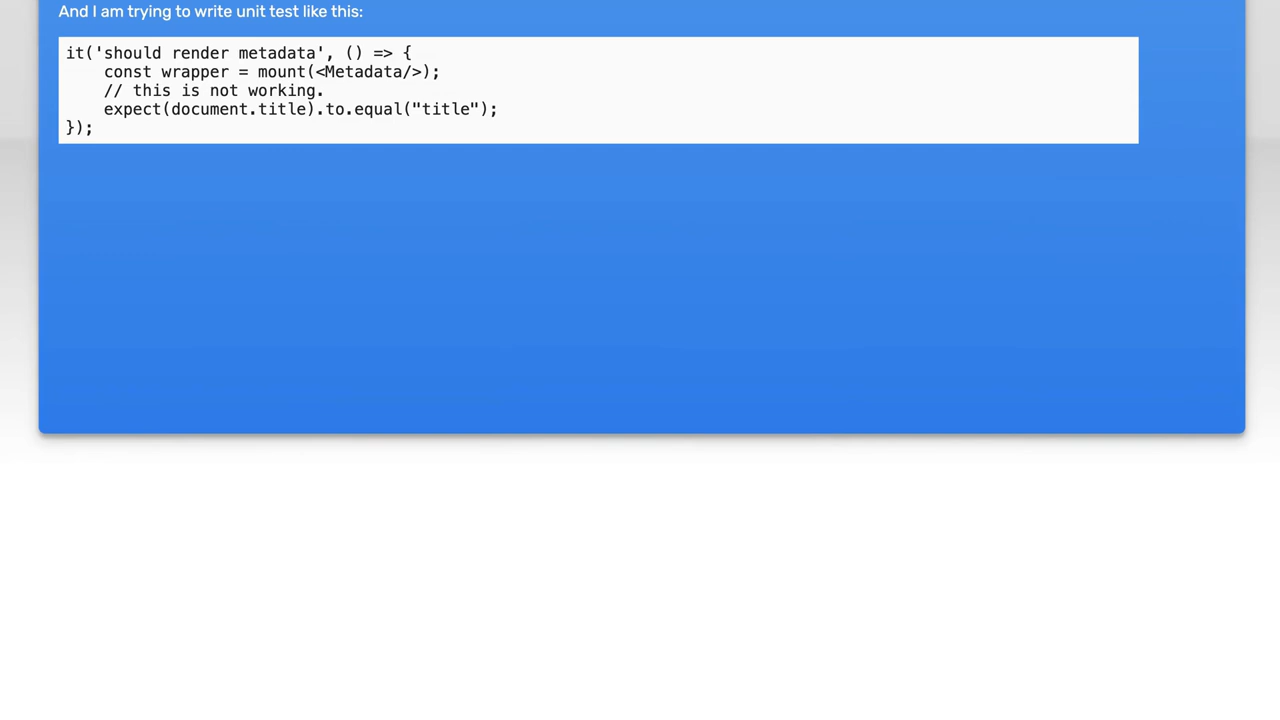 And I am trying to write unit test like this:
it('should render metadata', () => {
    const wrapper = mount(<Metadata/>);
    // this is not working.
    expect(document.title).to.equal("title");
});